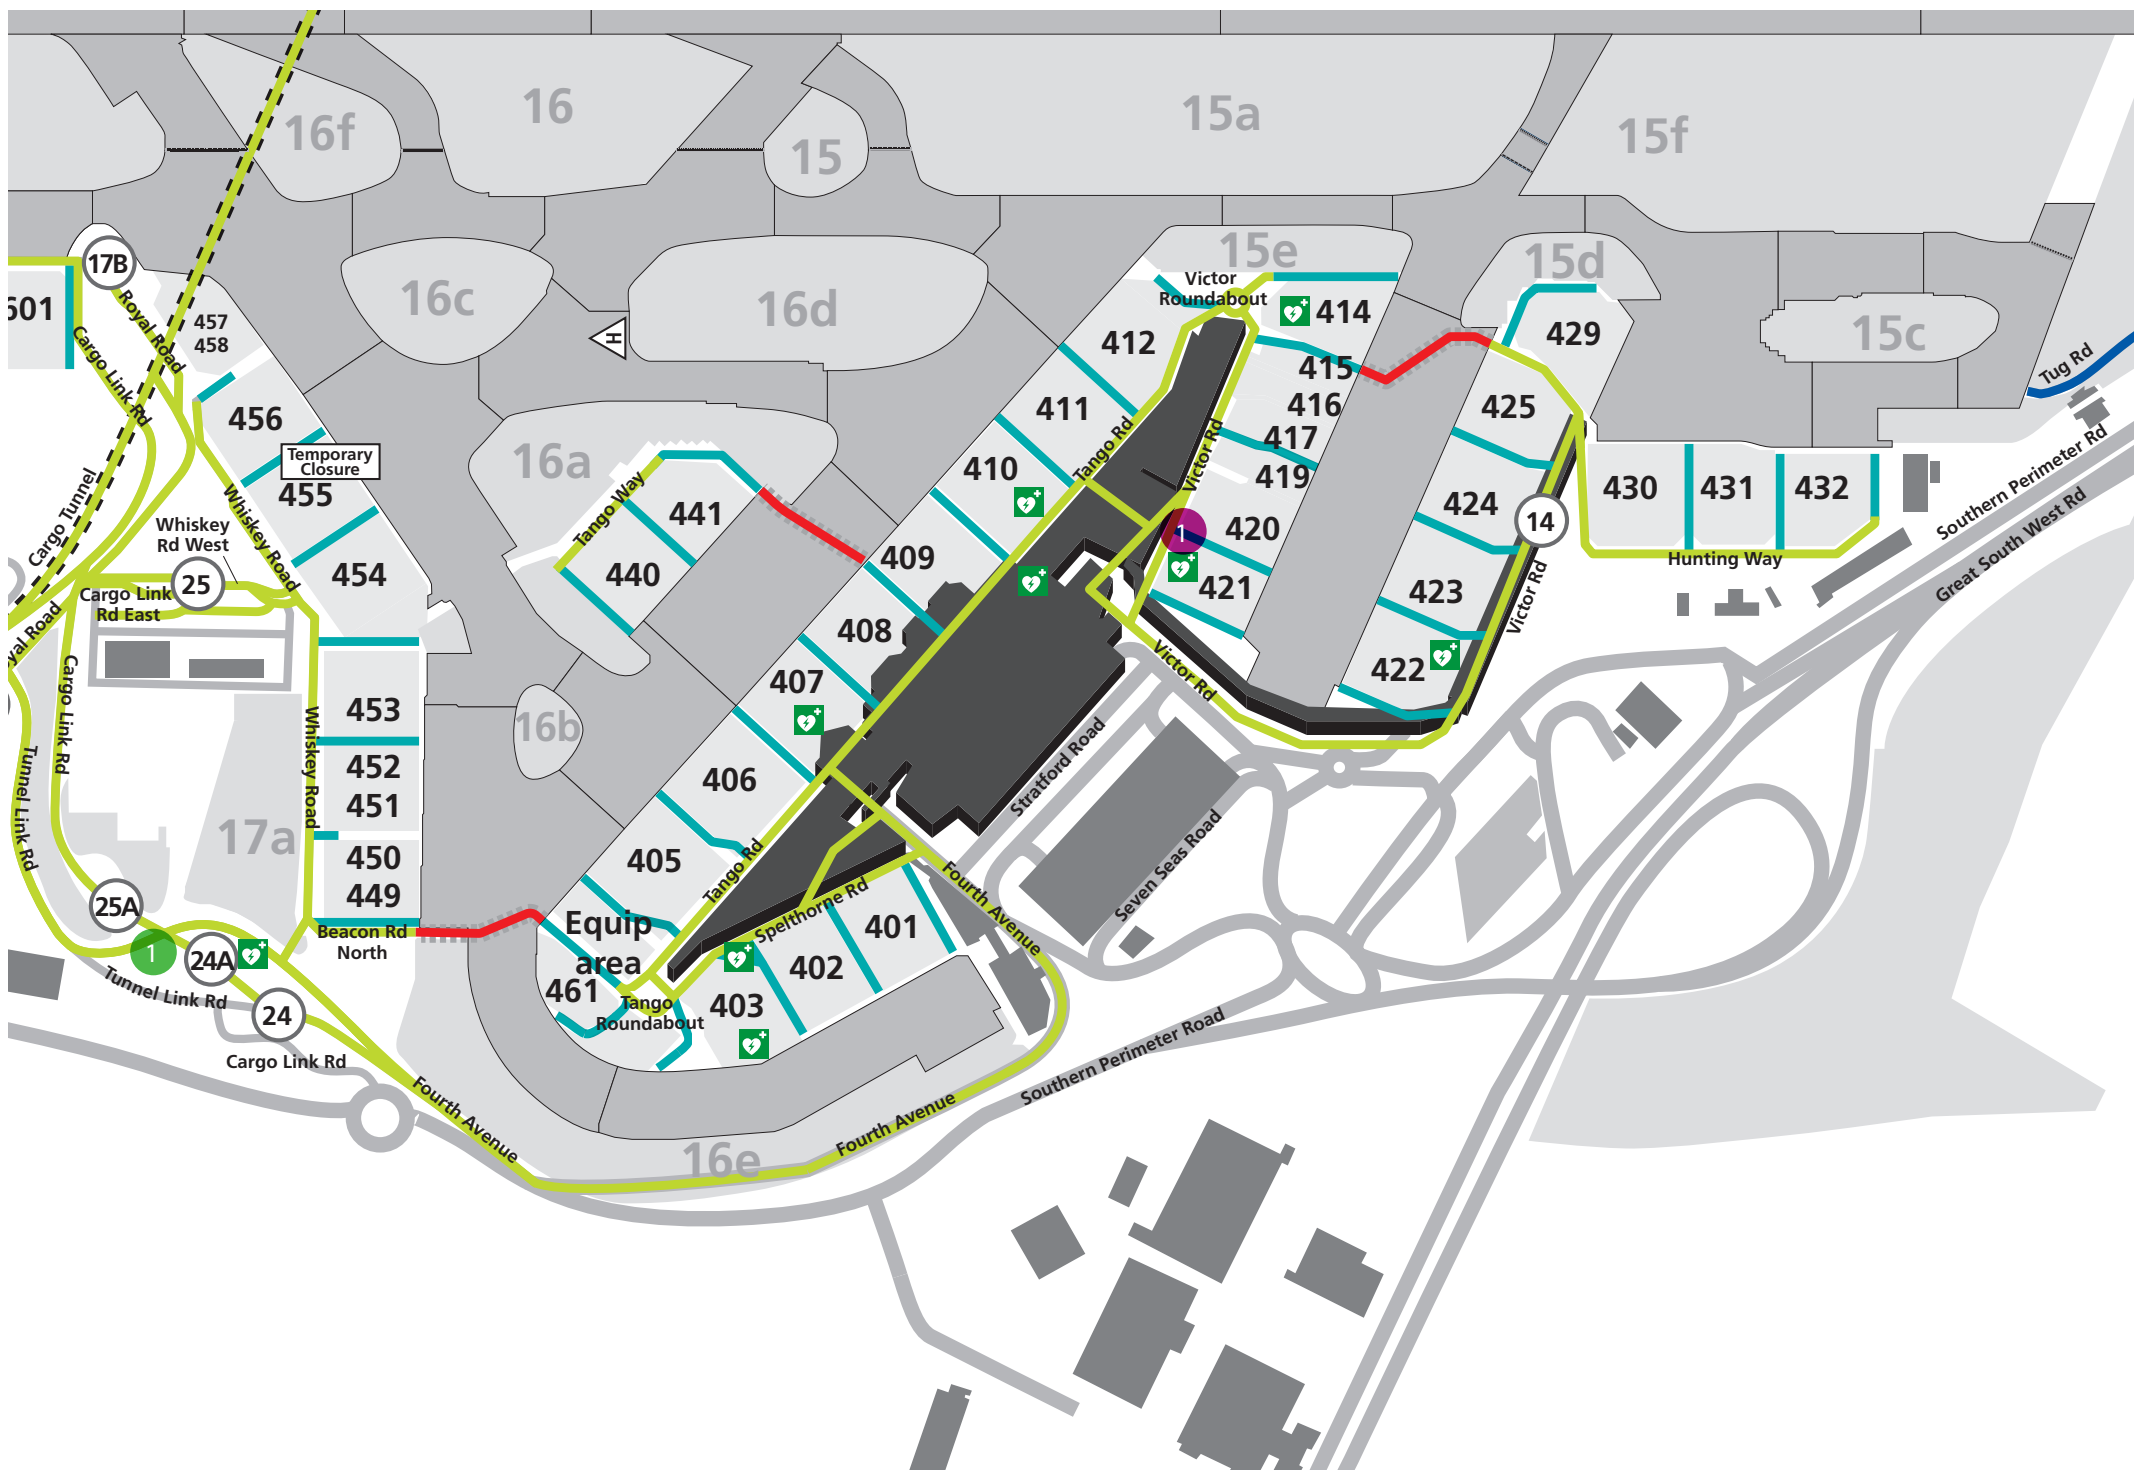 16f
16
15
15a
15f
17B
601
Royal Road
Cargo Link Rd
457
458
16c
H
16d
15e
Victor
Roundabout
414
15d
429
15c
Tug Rd
412
415
416
417
419
425
456
Temporary
Closure
455
454
16a
Tango Way
441
440
411
410
Tango Rd
Victor Rd
409
1
420
421
424
14
423
422
Victor Rd
430
431
432
Hunting Way
Southern Perimeter Rd
Great South West Rd
Cargo Tunnel
Whiskey
Rd West
Whiskey Road
25
Cargo Link
Rd East
Cargo Link Rd
408
407
Victor Rd
453
Whiskey Road
452
451
450
449
16b
406
405
Stratford Road
Seven Seas Road
Tunnel Link Rd
17a
25A
1
24A
Tunnel Link Rd
24
Cargo Link Rd
Beacon Rd
North
Equip
area
461
Tango Rd
Tango
Roundabout
Spelthorne Rd
401
402
403
Fourth Avenue
Fourth Avenue
Fourth Avenue
16e
Southern Perimeter Road